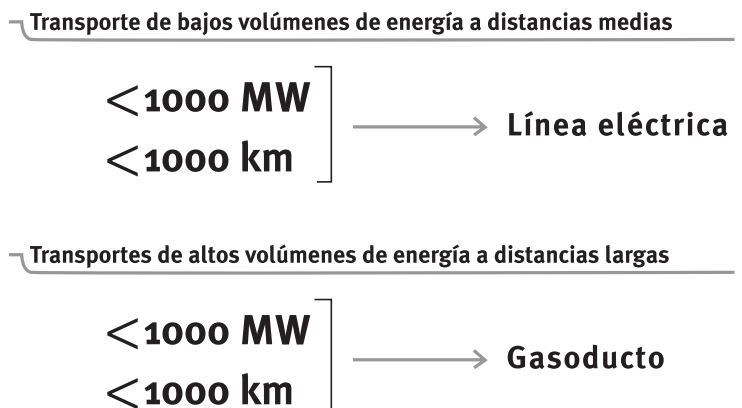 Transporte de bajos volúmenes de energía a distancias medias
<1000 MW
<1000 km
Línea eléctrica
Transportes de altos volúmenes de energía a distancias largas
<1000 MW
<1000 km
Gasoducto